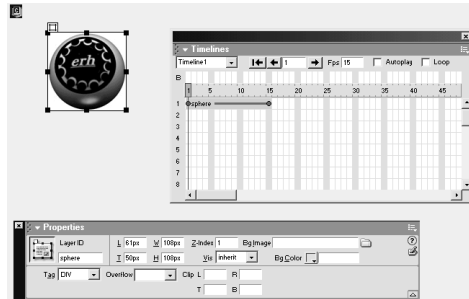 erh
Timelines
Timeline1 1 Fps 15 Autoplay Loop
B
1 5 10 15 20 25 30 35 40 45
1 sphere
2
3
4
5
6
7
8
Properties
Layer ID L 61px W 108px Z-Index 1 Bg Image
sphere T 50px H 108px Vis inherit Bg Color
Tag DIV Overflow Clip L R
T B